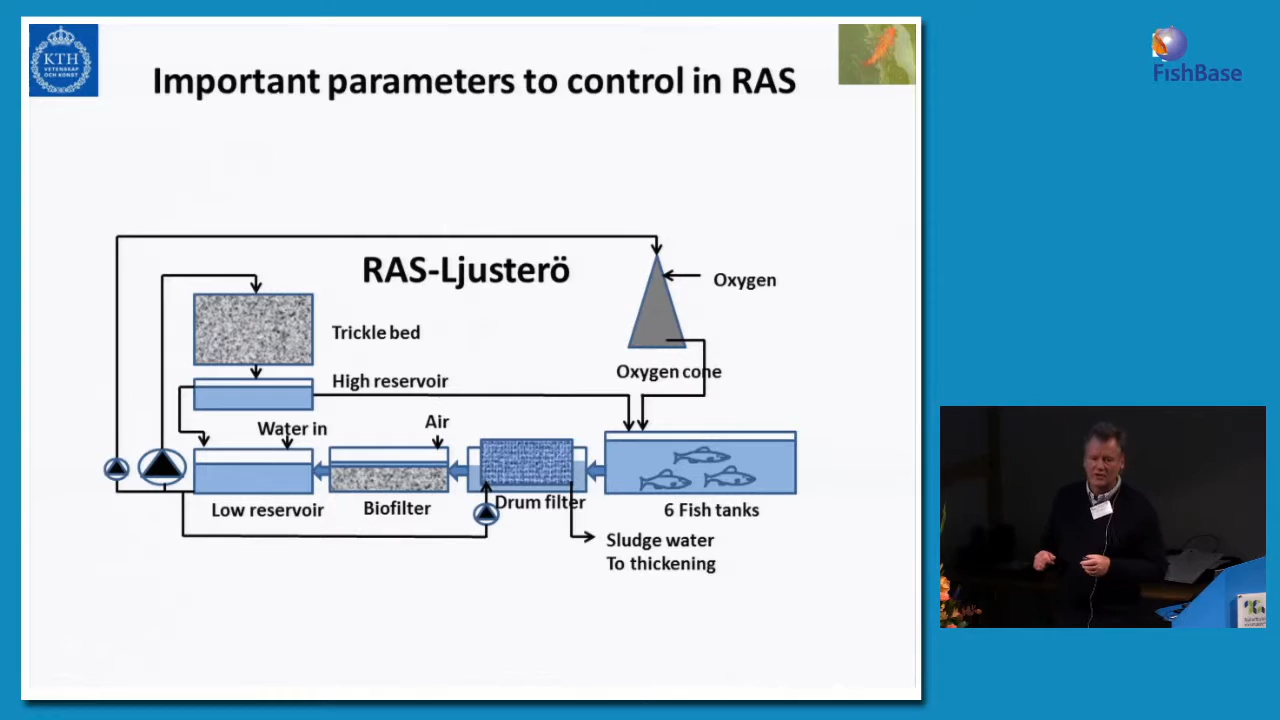 KTH
VETENSKAP
OCH KONST
FishBase
Important parameters to control in RAS
RAS-Ljusterö
Oxygen
Trickle bed
Oxygen cone
High reservoir
Water in
Air
Low reservoir
Biofilter
Drum filter
6 Fish tanks
Sludge water
To thickening